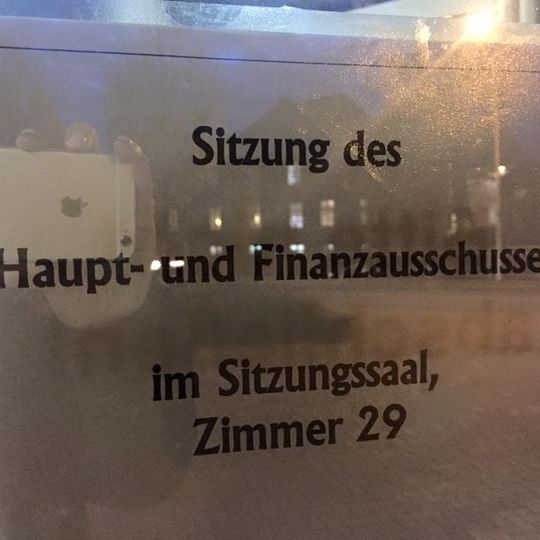 Sitzung des
Haupt- und Finanzausschusse
im Sitzungssaal,
Zimmer 29